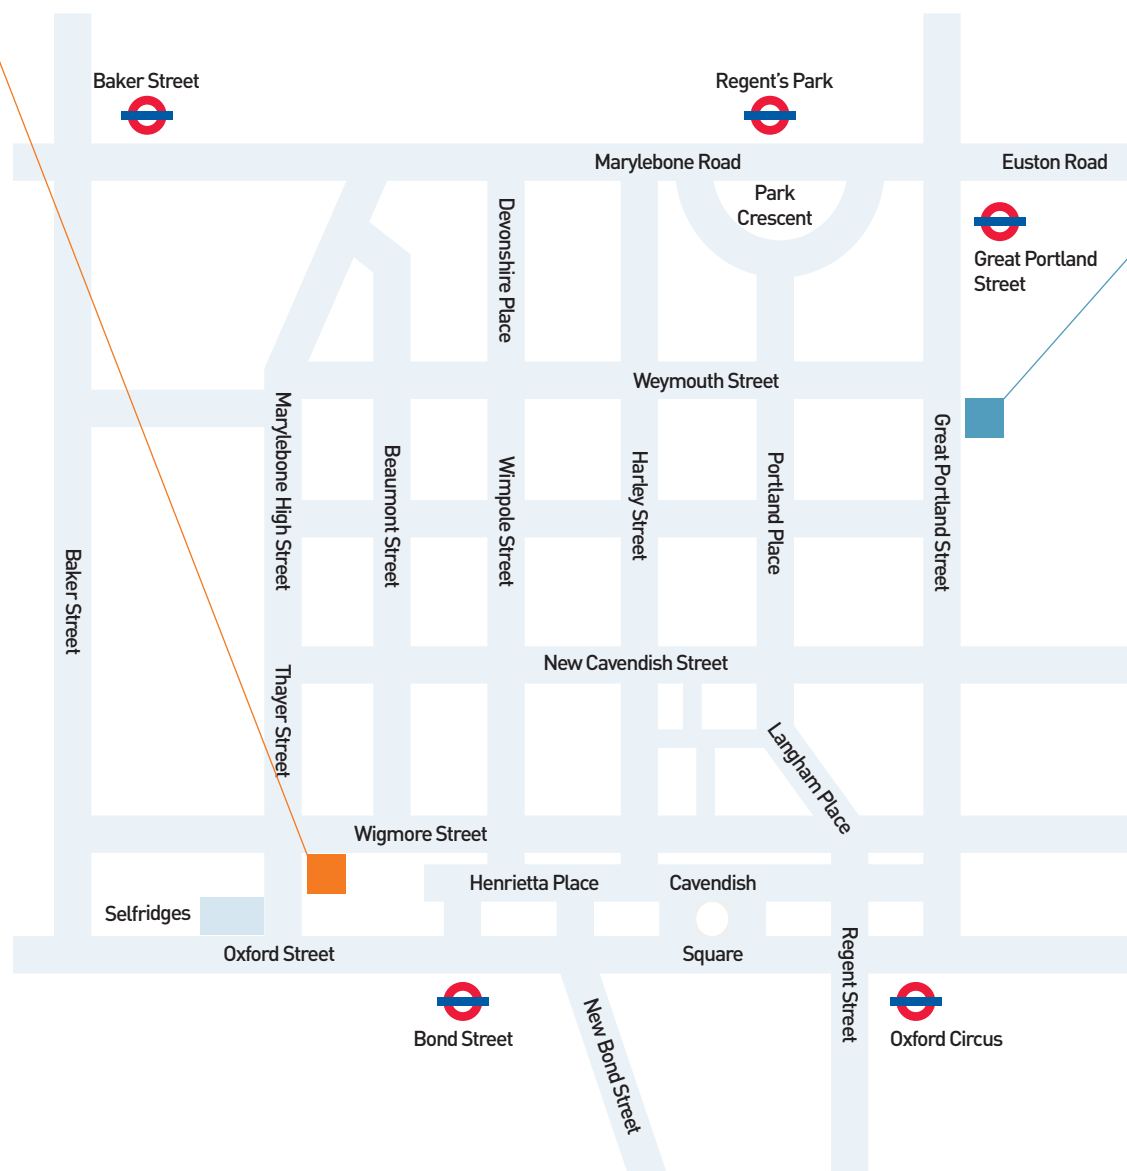 Baker Street
Regent's Park
Marylebone Road
Euston Road
Park
Crescent
Devonshire Place
Great Portland
Street
Weymouth Street
Marylebone High Street
Beaumont Street
Wimpole Street
Harley Street
Portland Place
Great Portland Street
Baker Street
New Cavendish Street
Thayer Street
Langham Place
Wigmore Street
Henrietta Place
Cavendish
Selfridges
Oxford Street
Square
Regent Street
New Bond Street
Bond Street
Oxford Circus